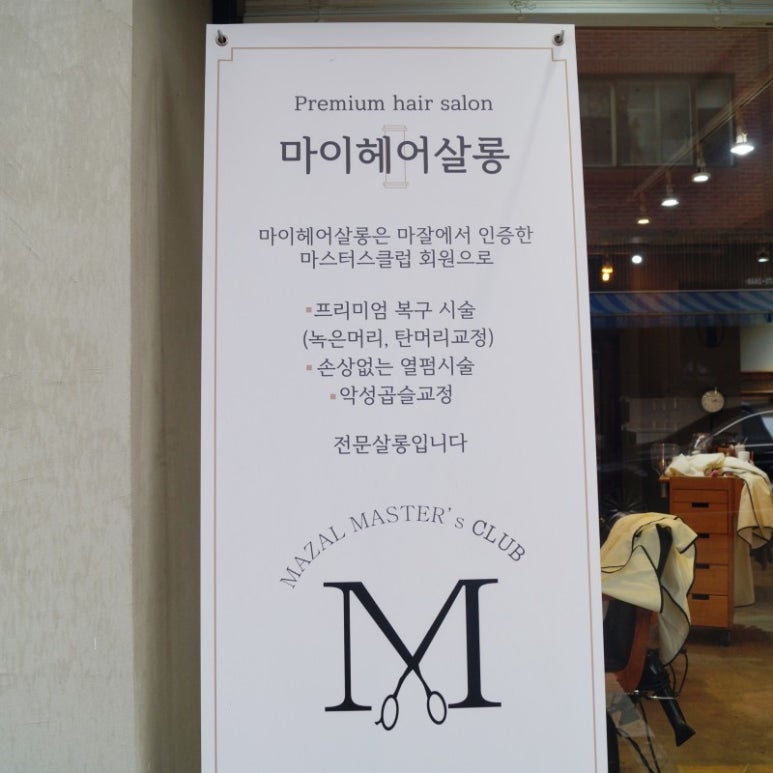 Premium hair salon
마이헤어살롱
마이헤어살롱은 마잘에서 인증한
마스터스클럽 회원으로
▪프리미엄 복구 시술
(녹은머리, 탄머리교정)
▪손상없는 열펌시술
▪악성곱슬교정
전문살롱입니다
MAZAL MASTER's CLUB
M